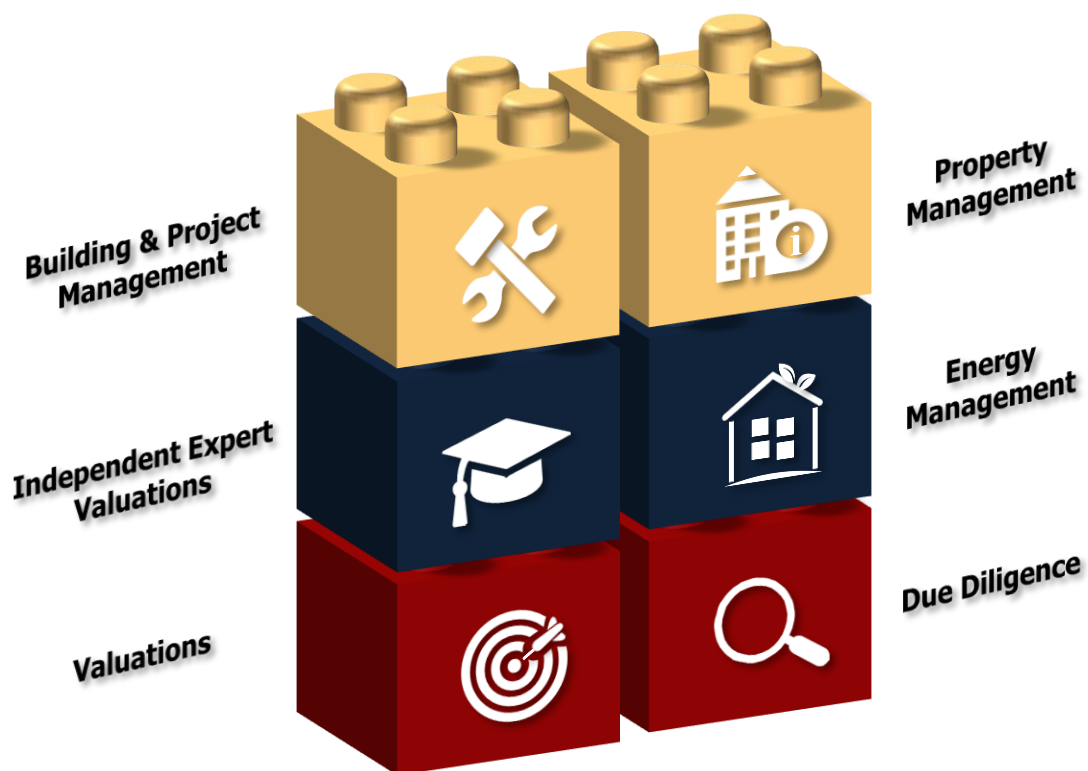 Building & Project
Management
Independent Expert
Valuations
Valuations
Property
Management
Energy
Management
Due Diligence
i